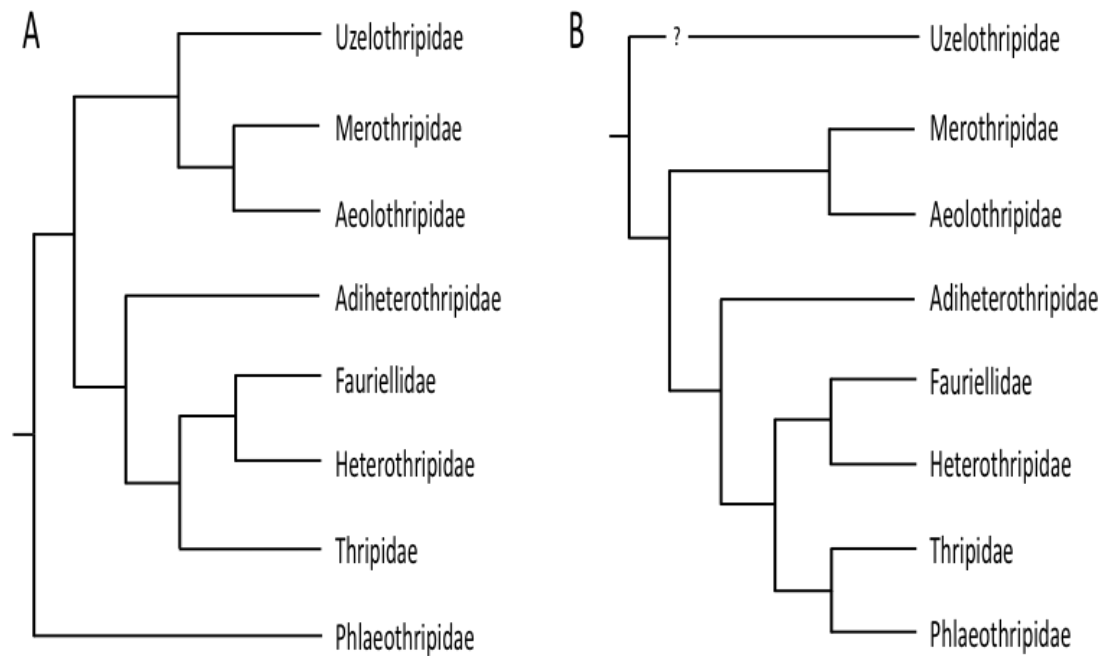 A
Uzelothripidae
Merothripidae
Aeolothripidae
Adiheterothripidae
Fauriellidae
Heterothripidae
Thripidae
Phlaeothripidae
B
?
Uzelothripidae
Merothripidae
Aeolothripidae
Adiheterothripidae
Fauriellidae
Heterothripidae
Thripidae
Phlaeothripidae